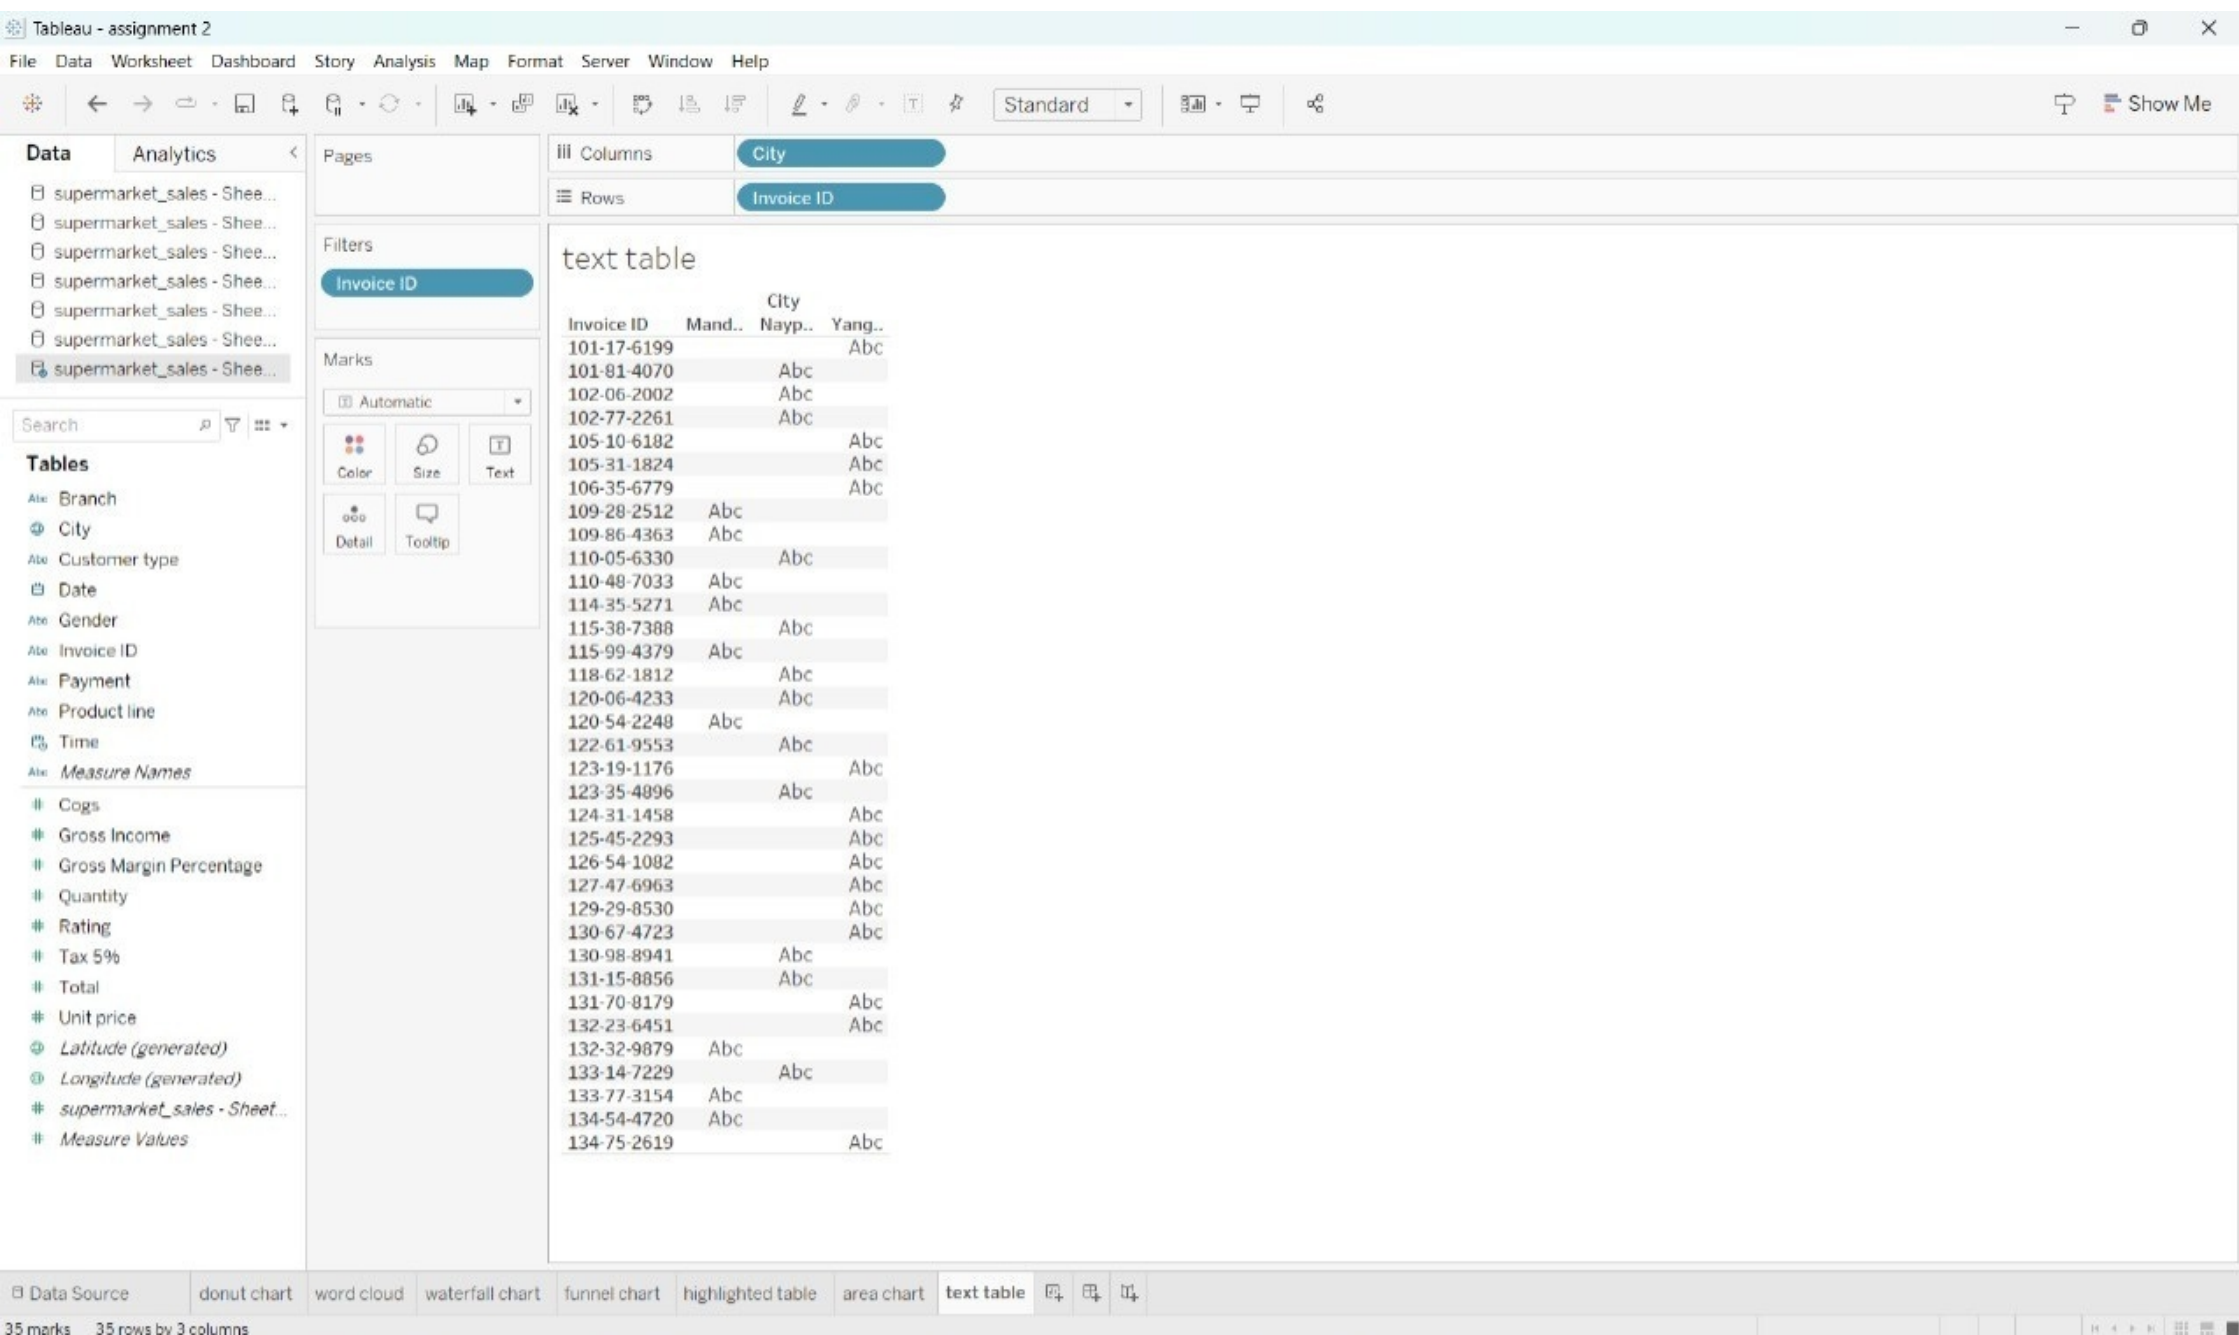 Tableau - assignment 2
File Data Worksheet Dashboard Story Analysis Map Format Server Window Help
Standard
Show Me
Data Analytics
supermarket_sales - Shee...
supermarket_sales - Shee...
supermarket_sales - Shee...
supermarket_sales - Shee...
supermarket_sales - Shee...
supermarket_sales - Shee...
supermarket_sales - Shee...
Search
Tables
Abc Branch
City
Abc Customer type
Date
Abc Gender
Abc Invoice ID
Abc Payment
Abc Product line
Time
Abc Measure Names
# Cogs
# Gross Income
# Gross Margin Percentage
# Quantity
# Rating
# Tax 5%
# Total
# Unit price
Latitude (generated)
Longitude (generated)
# supermarket_sales - Sheet...
# Measure Values
Pages
Filters
Invoice ID
Marks
Automatic
Color Size Text
Detail Tooltip
Columns City
Rows Invoice ID
text table
City
Invoice ID Mand.. Nayp.. Yang..
101-17-6199 Abc
101-81-4070 Abc
102-06-2002 Abc
102-77-2261 Abc
105-10-6182 Abc
105-31-1824 Abc
106-35-6779 Abc
109-28-2512 Abc
109-86-4363 Abc
110-05-6330 Abc
110-48-7033 Abc
114-35-5271 Abc
115-38-7388 Abc
115-99-4379 Abc
118-62-1812 Abc
120-06-4233 Abc
120-54-2248 Abc
122-61-9553 Abc
123-19-1176 Abc
123-35-4896 Abc
124-31-1458 Abc
125-45-2293 Abc
126-54-1082 Abc
127-47-6963 Abc
129-29-8530 Abc
130-67-4723 Abc
130-98-8941 Abc
131-15-8856 Abc
131-70-8179 Abc
132-23-6451 Abc
132-32-9879 Abc
133-14-7229 Abc
133-77-3154 Abc
134-54-4720 Abc
134-75-2619 Abc
Data Source donut chart word cloud waterfall chart funnel chart highlighted table area chart text table
35 marks 35 rows by 3 columns